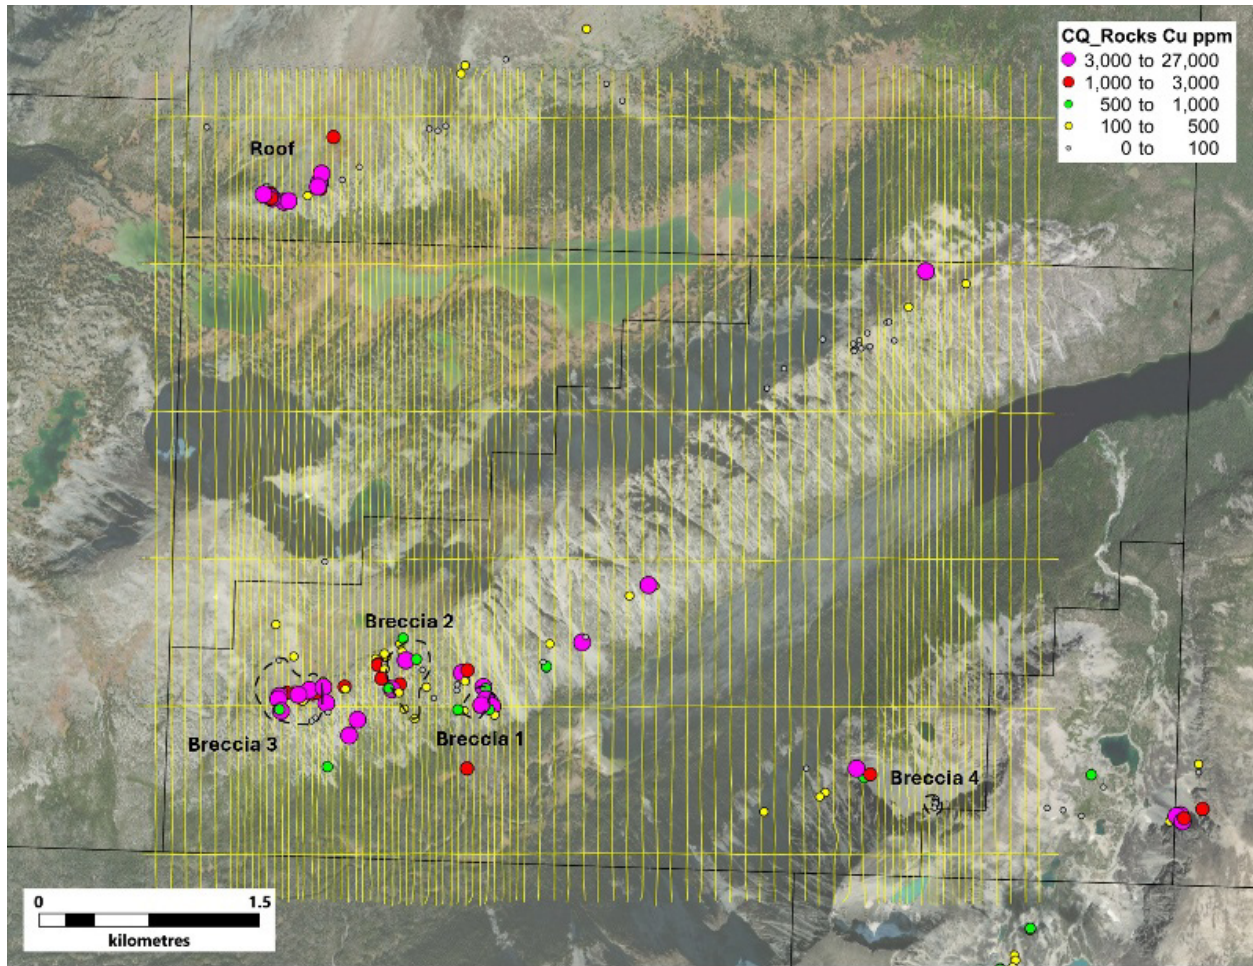 CQ_Rocks Cu ppm
3,000 to 27,000
1,000 to 3,000
500 to 1,000
100 to 500
0 to 100
Roof
Breccia 2
Breccia 3
Breccia 1
Breccia 4
0 1.5
kilometres